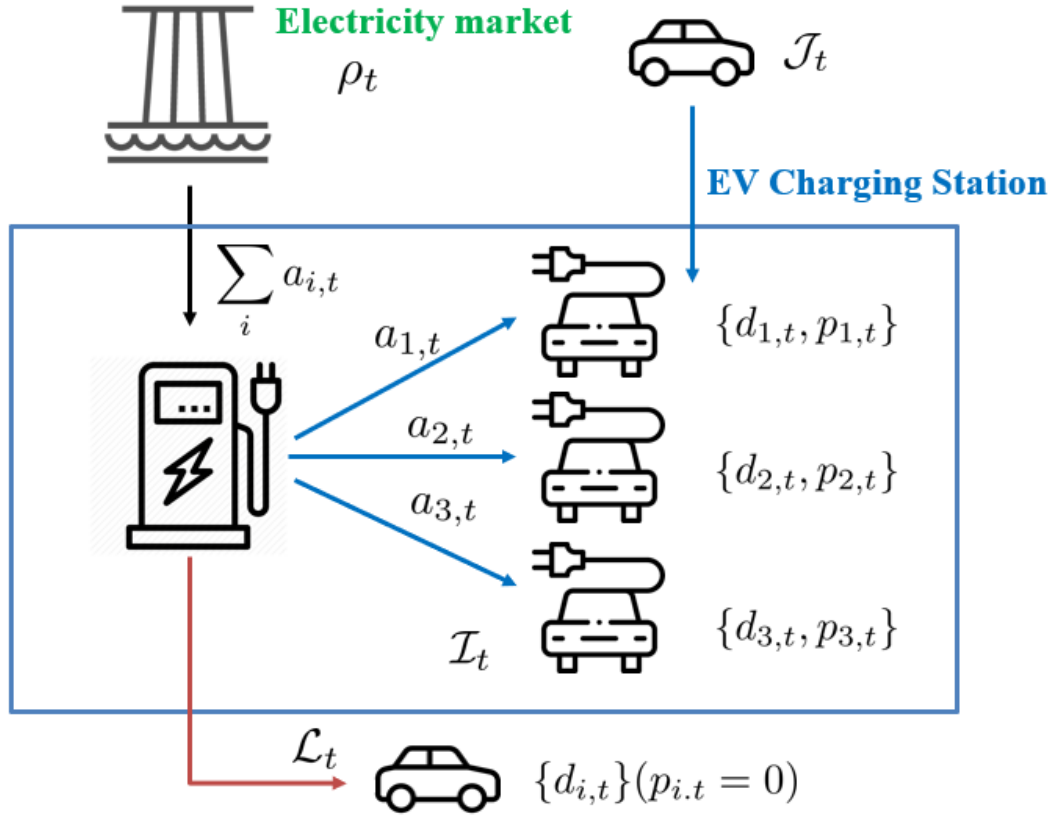 Electricity market
ρ_t
𝒥_t
EV Charging Station
∑_i a_{i,t}
a_{1,t}
{d_{1,t}, p_{1,t}}
a_{2,t}
{d_{2,t}, p_{2,t}}
a_{3,t}
{d_{3,t}, p_{3,t}}
ℐ_t
ℒ_t
{d_{i,t}}(p_{i.t} = 0)